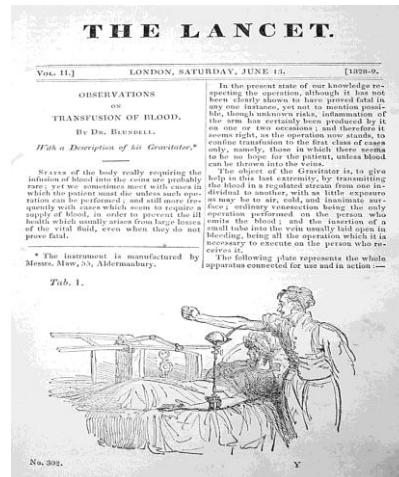 THE LANCET.
VOL. II.] LONDON, SATURDAY, JUNE 13. [1828-9.
OBSERVATIONS
ON
TRANSFUSION OF BLOOD.
BY DR. BLUNDELL.
With a Description of his Gravitator.*
STATES of the body really requiring the
infusion of blood into the veins are probably
rare; yet we sometimes meet with cases in
which the patient must die unless such ope-
ration can be performed; and still more fre-
quently with cases which seem to require a
supply of blood, in order to prevent the ill
health which usually arises from large losses
of the vital fluid, even when they do not
prove fatal.
* The instrument is manufactured by
Messrs. Maw, 55, Aldermanbury.
In the present state of our knowledge re-
specting the operation, although it has not
been clearly shown to have proved fatal in
any one instance, yet not to mention possi-
ble, though unknown risks, inflammation of
the arm has certainly been produced by it
on one or two occasions; and therefore it
seems right, as the operation now stands, to
confine transfusion to the first class of cases
only, namely, those in which there seems
to be no hope for the patient, unless blood
can be thrown into the veins.
The object of the Gravitator is, to give
help in this last extremity, by transmitting
the blood in a regulated stream from one in-
dividual to another, with as little exposure
as may be to air, cold, and inanimate sur-
face; ordinary venesection being the only
operation performed on the person who
emits the blood; and the insertion of a
small tube into the vein usually laid open in
bleeding, being all the operation which it is
necessary to execute on the person who re-
ceives it.
The following plate represents the whole
apparatus connected for use and in action:—
Tab. 1.
No. 302.
Y